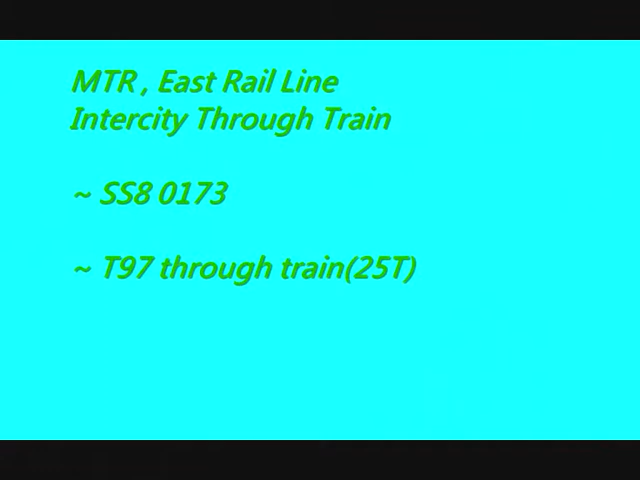 MTR , East Rail Line
Intercity Through Train
~ SS8 0173
~ T97 through train(25T)